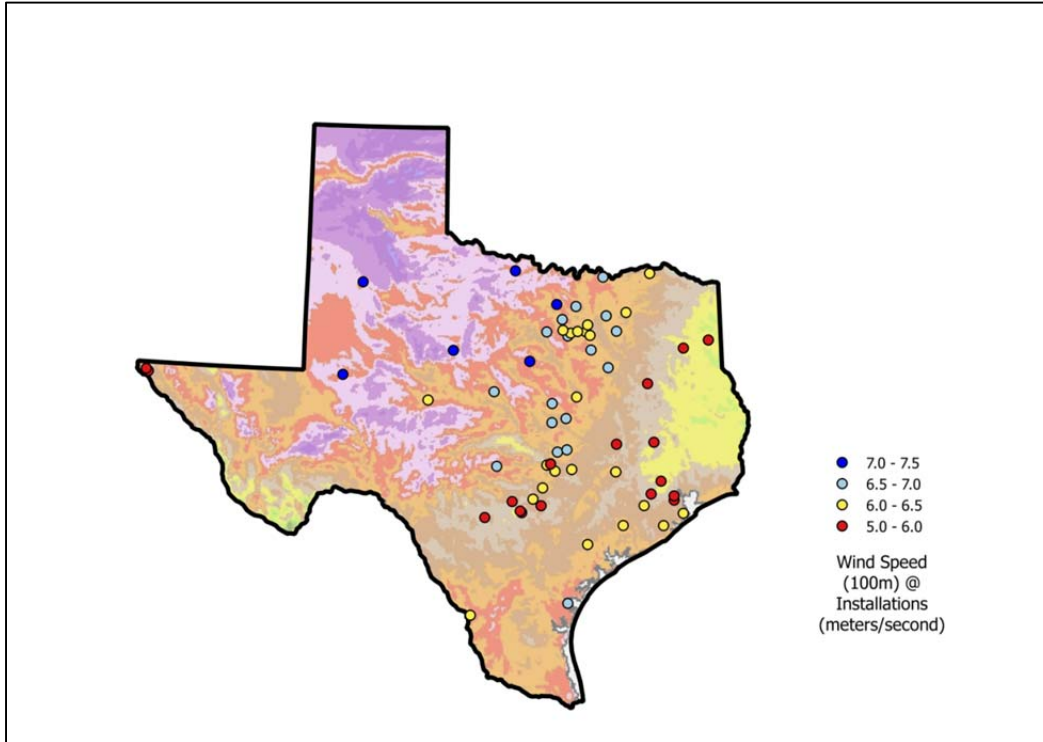 7.0 - 7.5
6.5 - 7.0
6.0 - 6.5
5.0 - 6.0
Wind Speed
(100m) @
Installations
(meters/second)